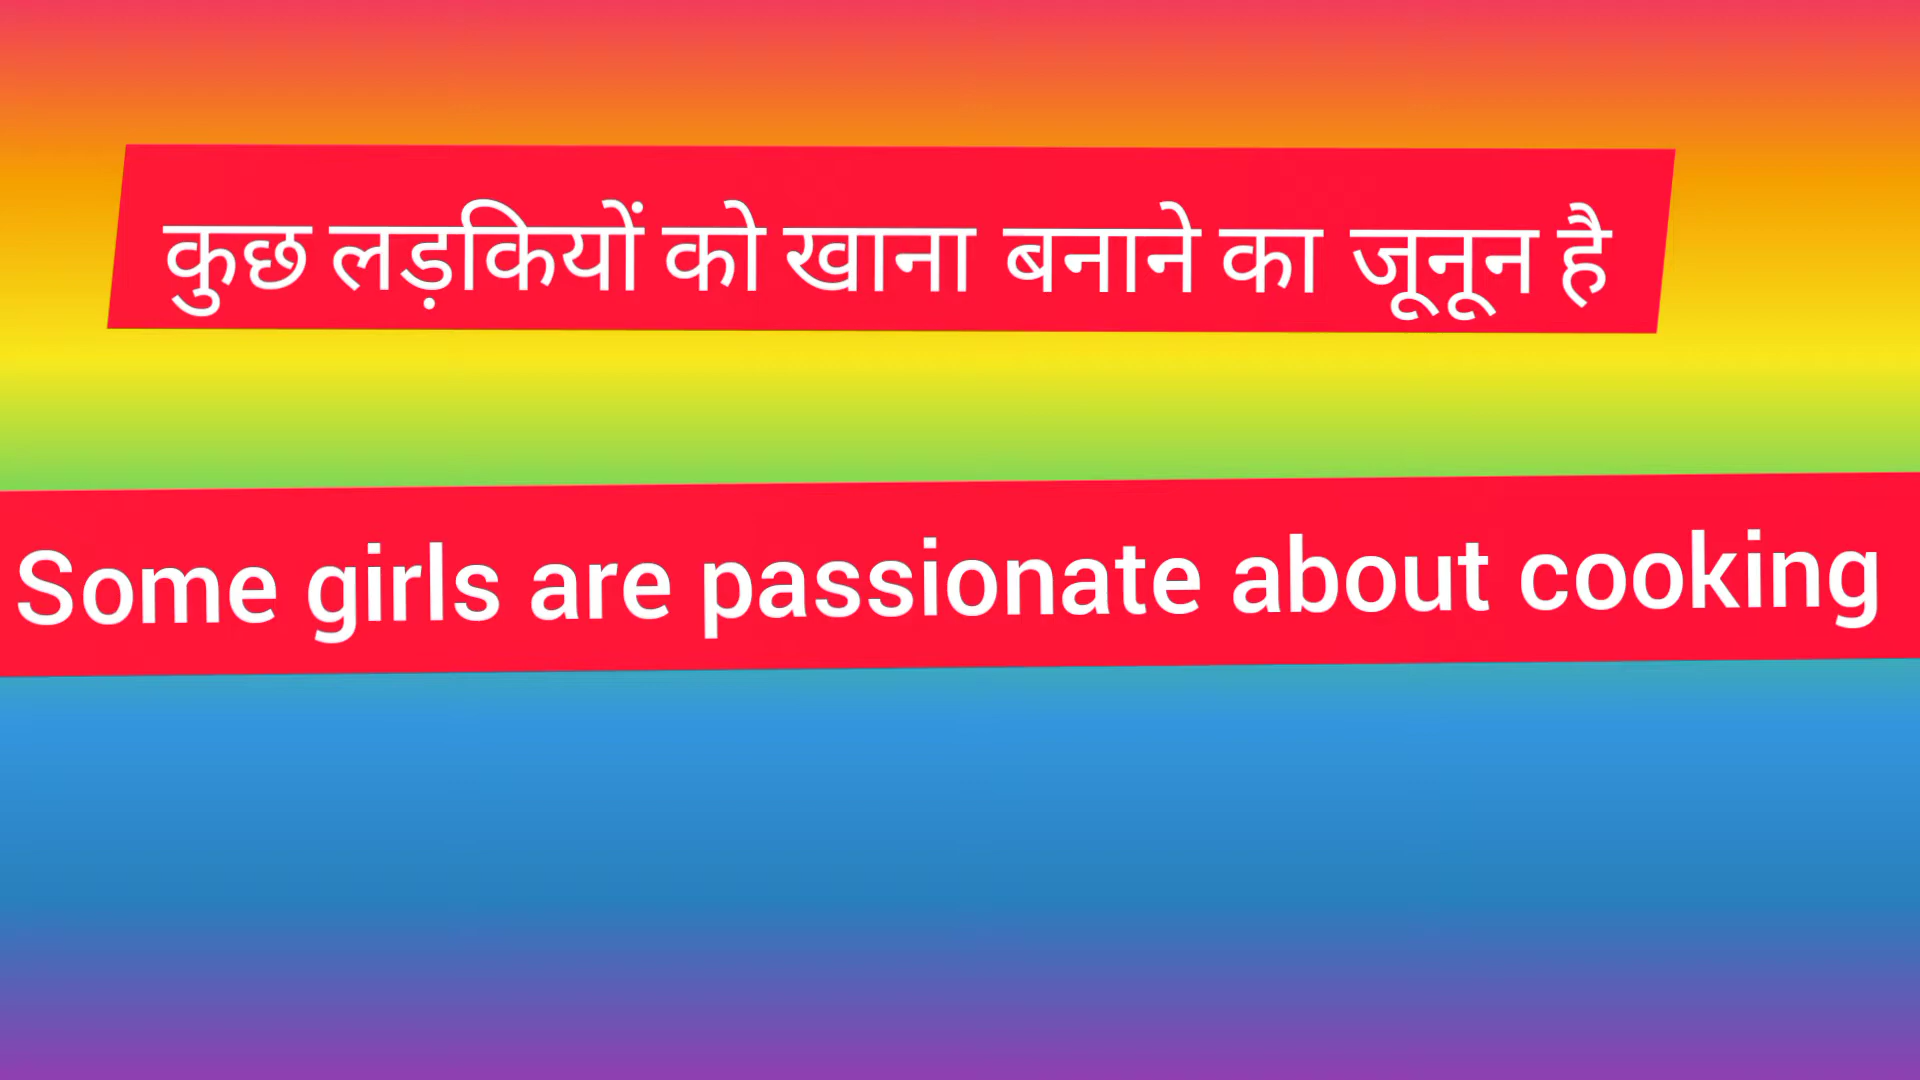 कुछ लड़कियों को खाना बनाने का जूनून है
Some girls are passionate about cooking